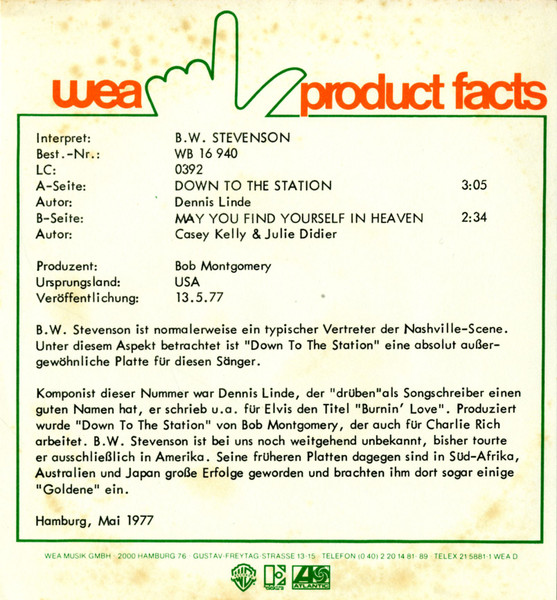 wea product facts
Interpret: B.W. STEVENSON
Best.-Nr.: WB 16 940
LC: 0392
A-Seite: DOWN TO THE STATION 3:05
Autor: Dennis Linde
B-Seite: MAY YOU FIND YOURSELF IN HEAVEN 2:34
Autor: Casey Kelly & Julie Didier
Produzent: Bob Montgomery
Ursprungsland: USA
Veröffentlichung: 13.5.77
B.W. Stevenson ist normalerweise ein typischer Vertreter der Nashville-Scene.
Unter diesem Aspekt betrachtet ist "Down To The Station" eine absolut außer-
gewöhnliche Platte für diesen Sänger.
Komponist dieser Nummer war Dennis Linde, der "drüben"als Songschreiber einen
guten Namen hat, er schrieb u.a. für Elvis den Titel "Burnin' Love". Produziert
wurde "Down To The Station" von Bob Montgomery, der auch für Charlie Rich
arbeitet. B.W. Stevenson ist bei uns noch weitgehend unbekannt, bisher tourte
er ausschließlich in Amerika. Seine früheren Platten dagegen sind in Süd-Afrika,
Australien und Japan große Erfolge geworden und brachten ihm dort sogar einige
"Goldene" ein.
Hamburg, Mai 1977
WEA MUSIK GMBH · 2000 HAMBURG 76 · GUSTAV-FREYTAG-STRASSE 13-15 · TELEFON (0 40) 2 20 14 81- 89 · TELEX 21 5881-1 WEA D
ATLANTIC